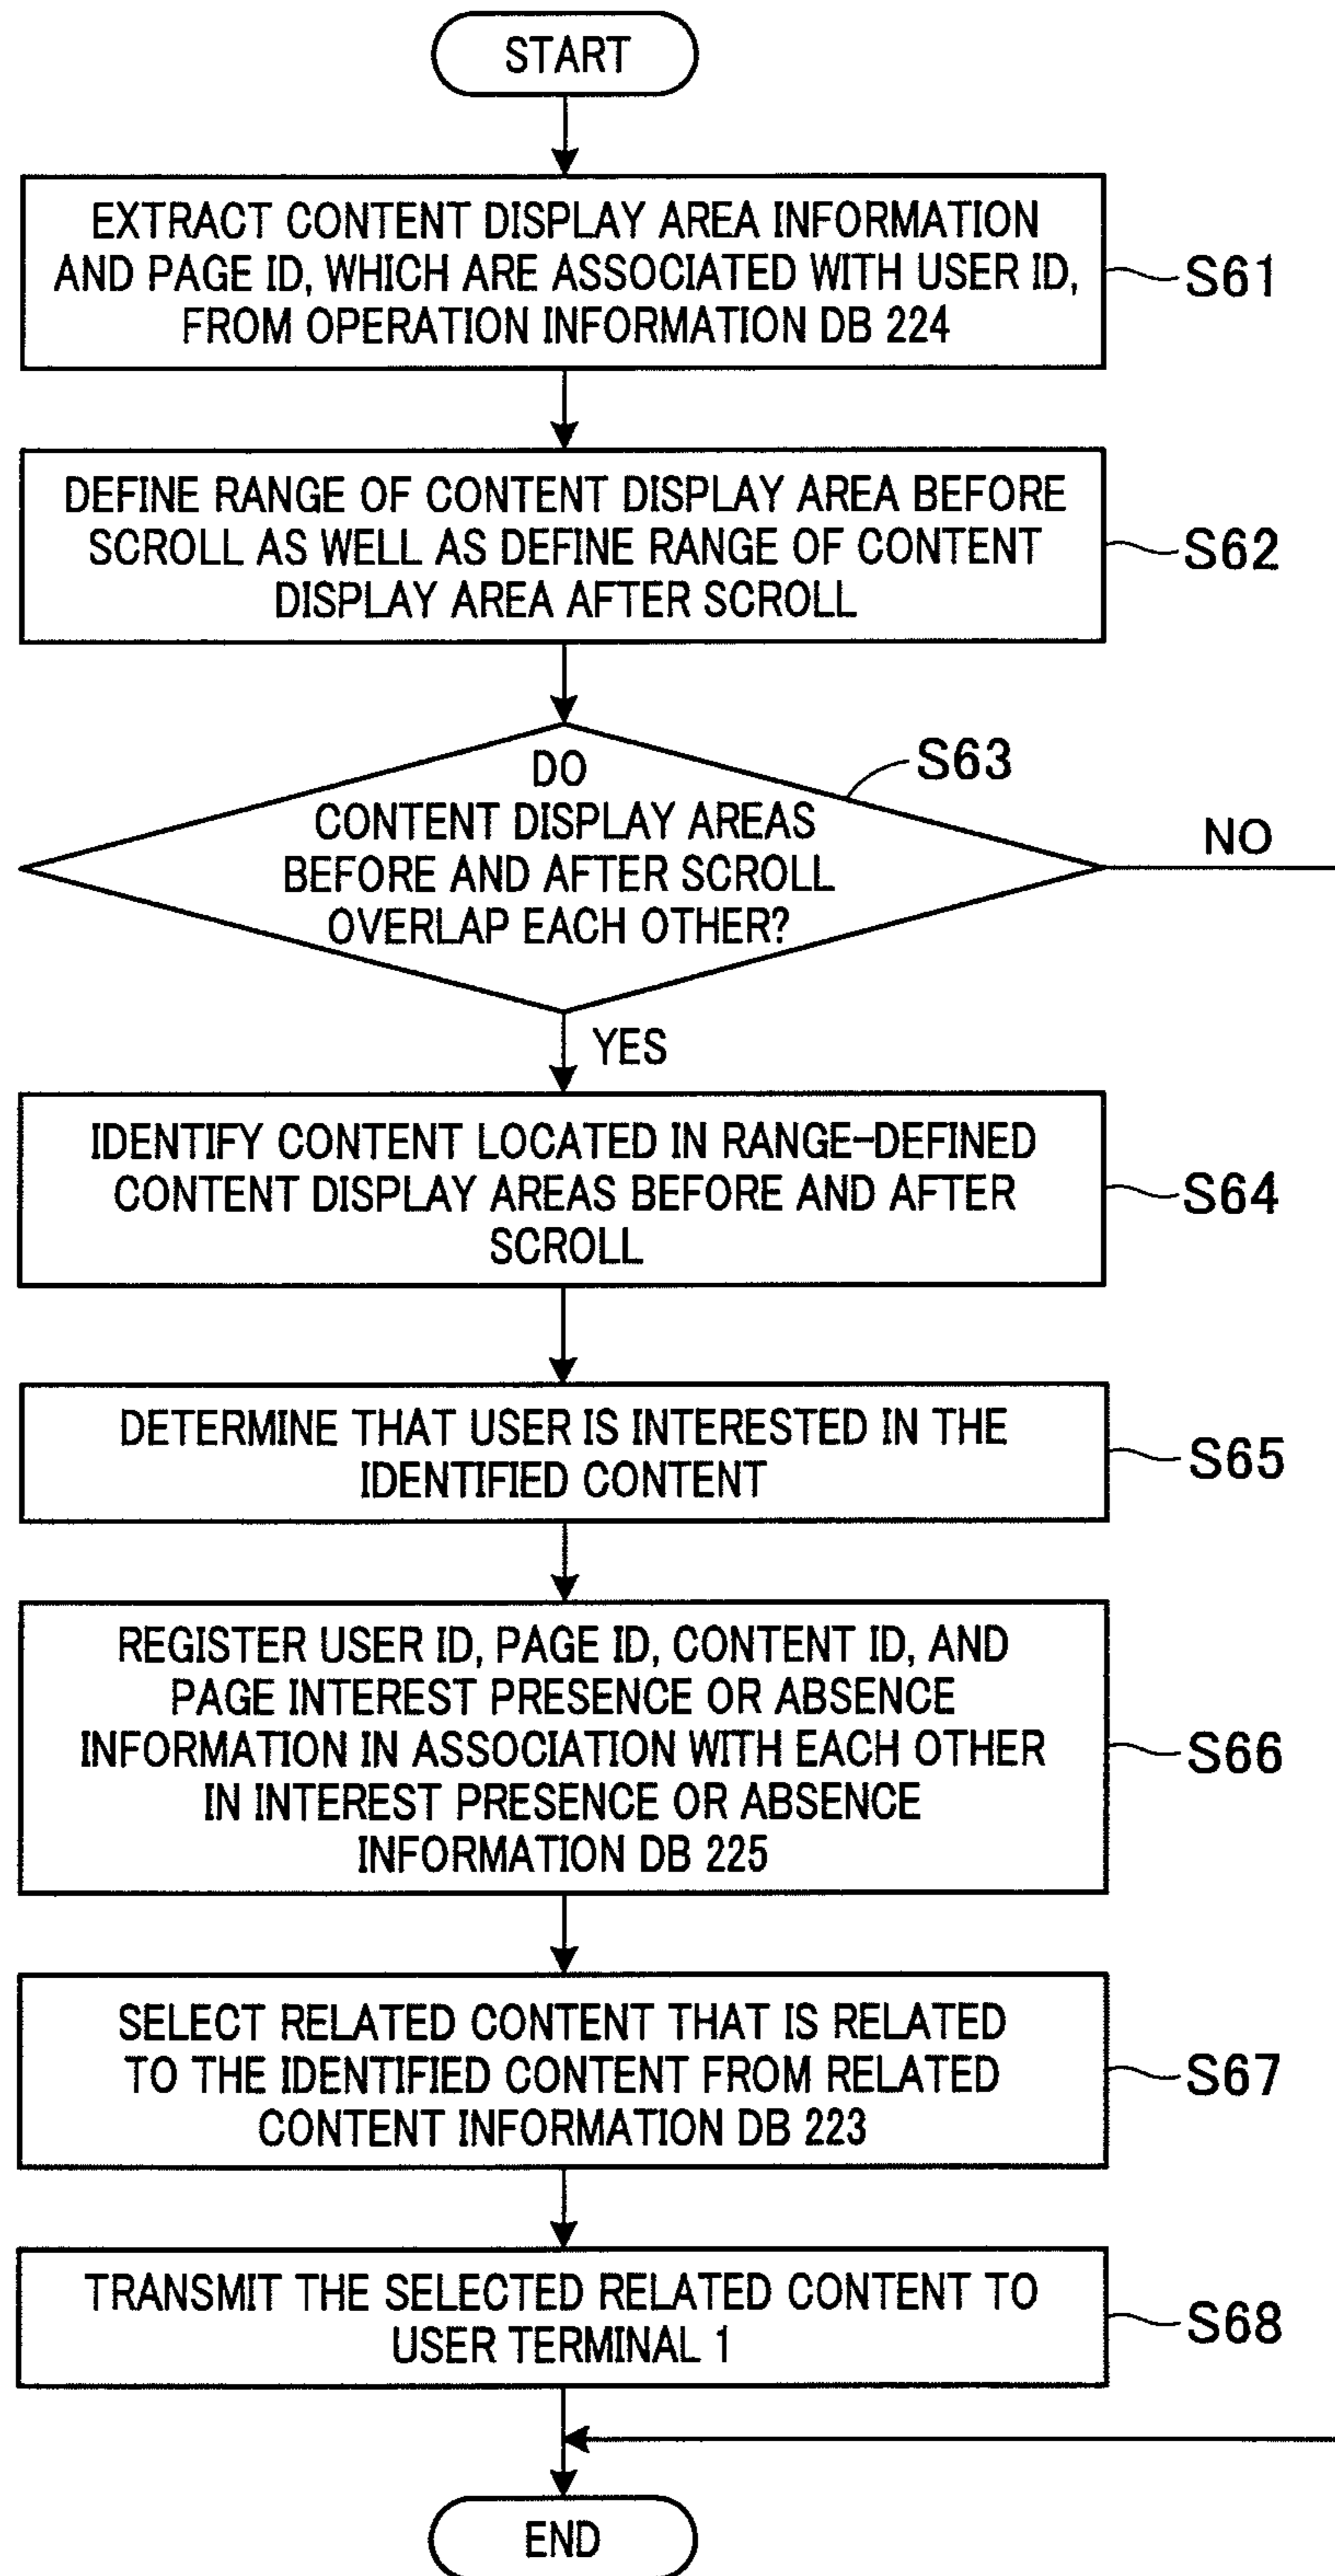 START
EXTRACT CONTENT DISPLAY AREA INFORMATION
AND PAGE ID, WHICH ARE ASSOCIATED WITH USER ID,
FROM OPERATION INFORMATION DB 224
S61
DEFINE RANGE OF CONTENT DISPLAY AREA BEFORE
SCROLL AS WELL AS DEFINE RANGE OF CONTENT
DISPLAY AREA AFTER SCROLL
S62
DO
CONTENT DISPLAY AREAS
BEFORE AND AFTER SCROLL
OVERLAP EACH OTHER?
S63
NO
YES
IDENTIFY CONTENT LOCATED IN RANGE-DEFINED
CONTENT DISPLAY AREAS BEFORE AND AFTER
SCROLL
S64
DETERMINE THAT USER IS INTERESTED IN THE
IDENTIFIED CONTENT
S65
REGISTER USER ID, PAGE ID, CONTENT ID, AND
PAGE INTEREST PRESENCE OR ABSENCE
INFORMATION IN ASSOCIATION WITH EACH OTHER
IN INTEREST PRESENCE OR ABSENCE
INFORMATION DB 225
S66
SELECT RELATED CONTENT THAT IS RELATED
TO THE IDENTIFIED CONTENT FROM RELATED
CONTENT INFORMATION DB 223
S67
TRANSMIT THE SELECTED RELATED CONTENT TO
USER TERMINAL 1
S68
END